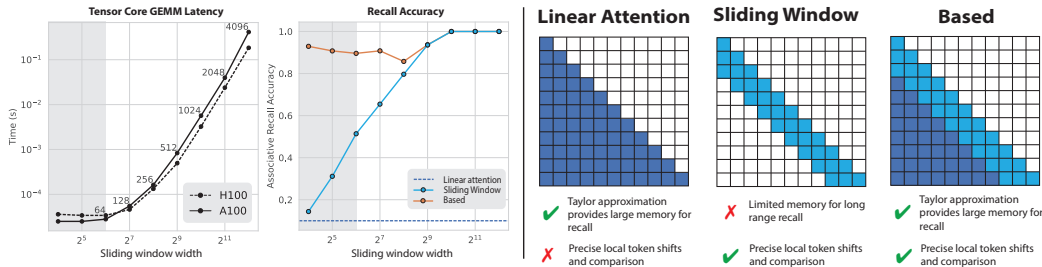 Tensor Core GEMM Latency
4096
10⁻¹
2048
10⁻²
1024
Time (s)
512
10⁻³
256
128
10⁻⁴
64
H100
A100
2⁵ 2⁷ 2⁹ 2¹¹
Sliding window width
Recall Accuracy
1.0
0.8
0.6
0.4
0,2
Associative Recall Accuracy
Linear attention
Sliding Window
Based
2⁵ 2⁷ 2⁹ 2¹¹
Sliding window width
Linear Attention
✓ Taylor approximation
provides large memory for
recall
✗ Precise local token shifts
and comparison
Sliding Window
✗ Limited memory for long
range recall
✓ Precise local token shifts
and comparison
Based
✓ Taylor approximation
provides large memory for
recall
✓ Precise local token shifts
and comparison